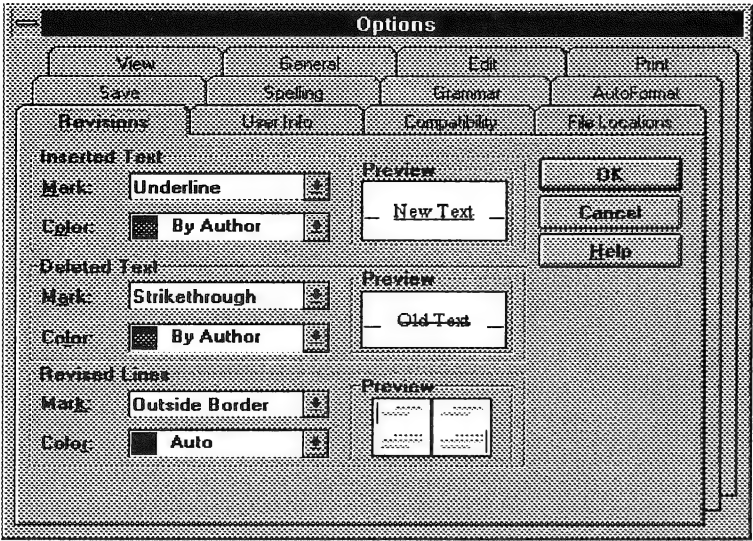 Options
View General Edit Print
Save Spelling Grammar AutoFormat
Revisions User Info Compatibility File Locations
Inserted Text
Mark: Underline
Color: By Author
Preview
New Text
OK
Cancel
Help
Deleted Text
Mark: Strikethrough
Color: By Author
Preview
Old Text
Revised Lines
Mark: Outside Border
Color: Auto
Preview